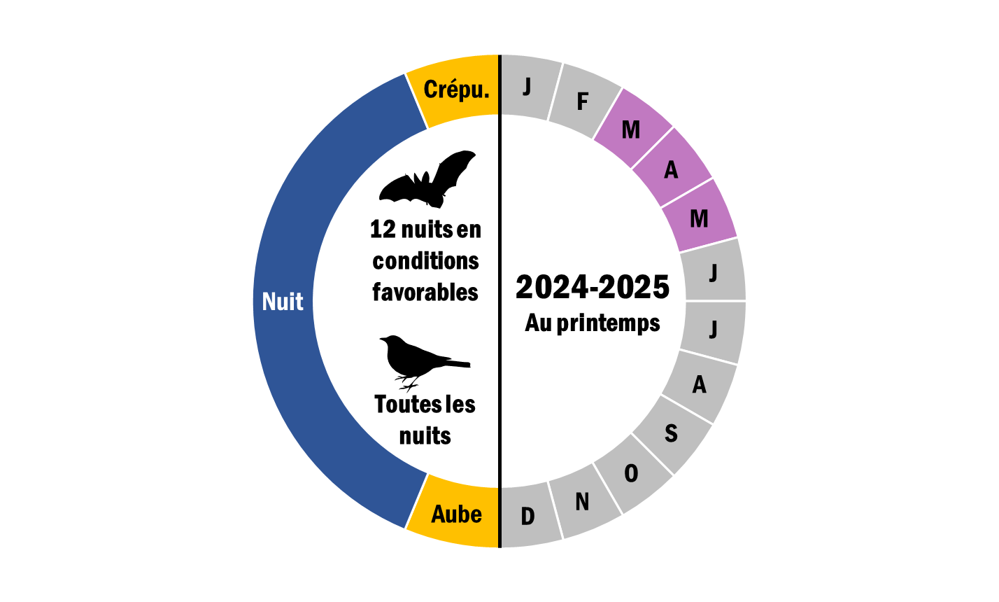 Crépu.
Nuit
Aube
12 nuits en
conditions
favorables
Toutes les
nuits
2024-2025
Au printemps
J
F
M
A
M
J
J
A
S
O
N
D